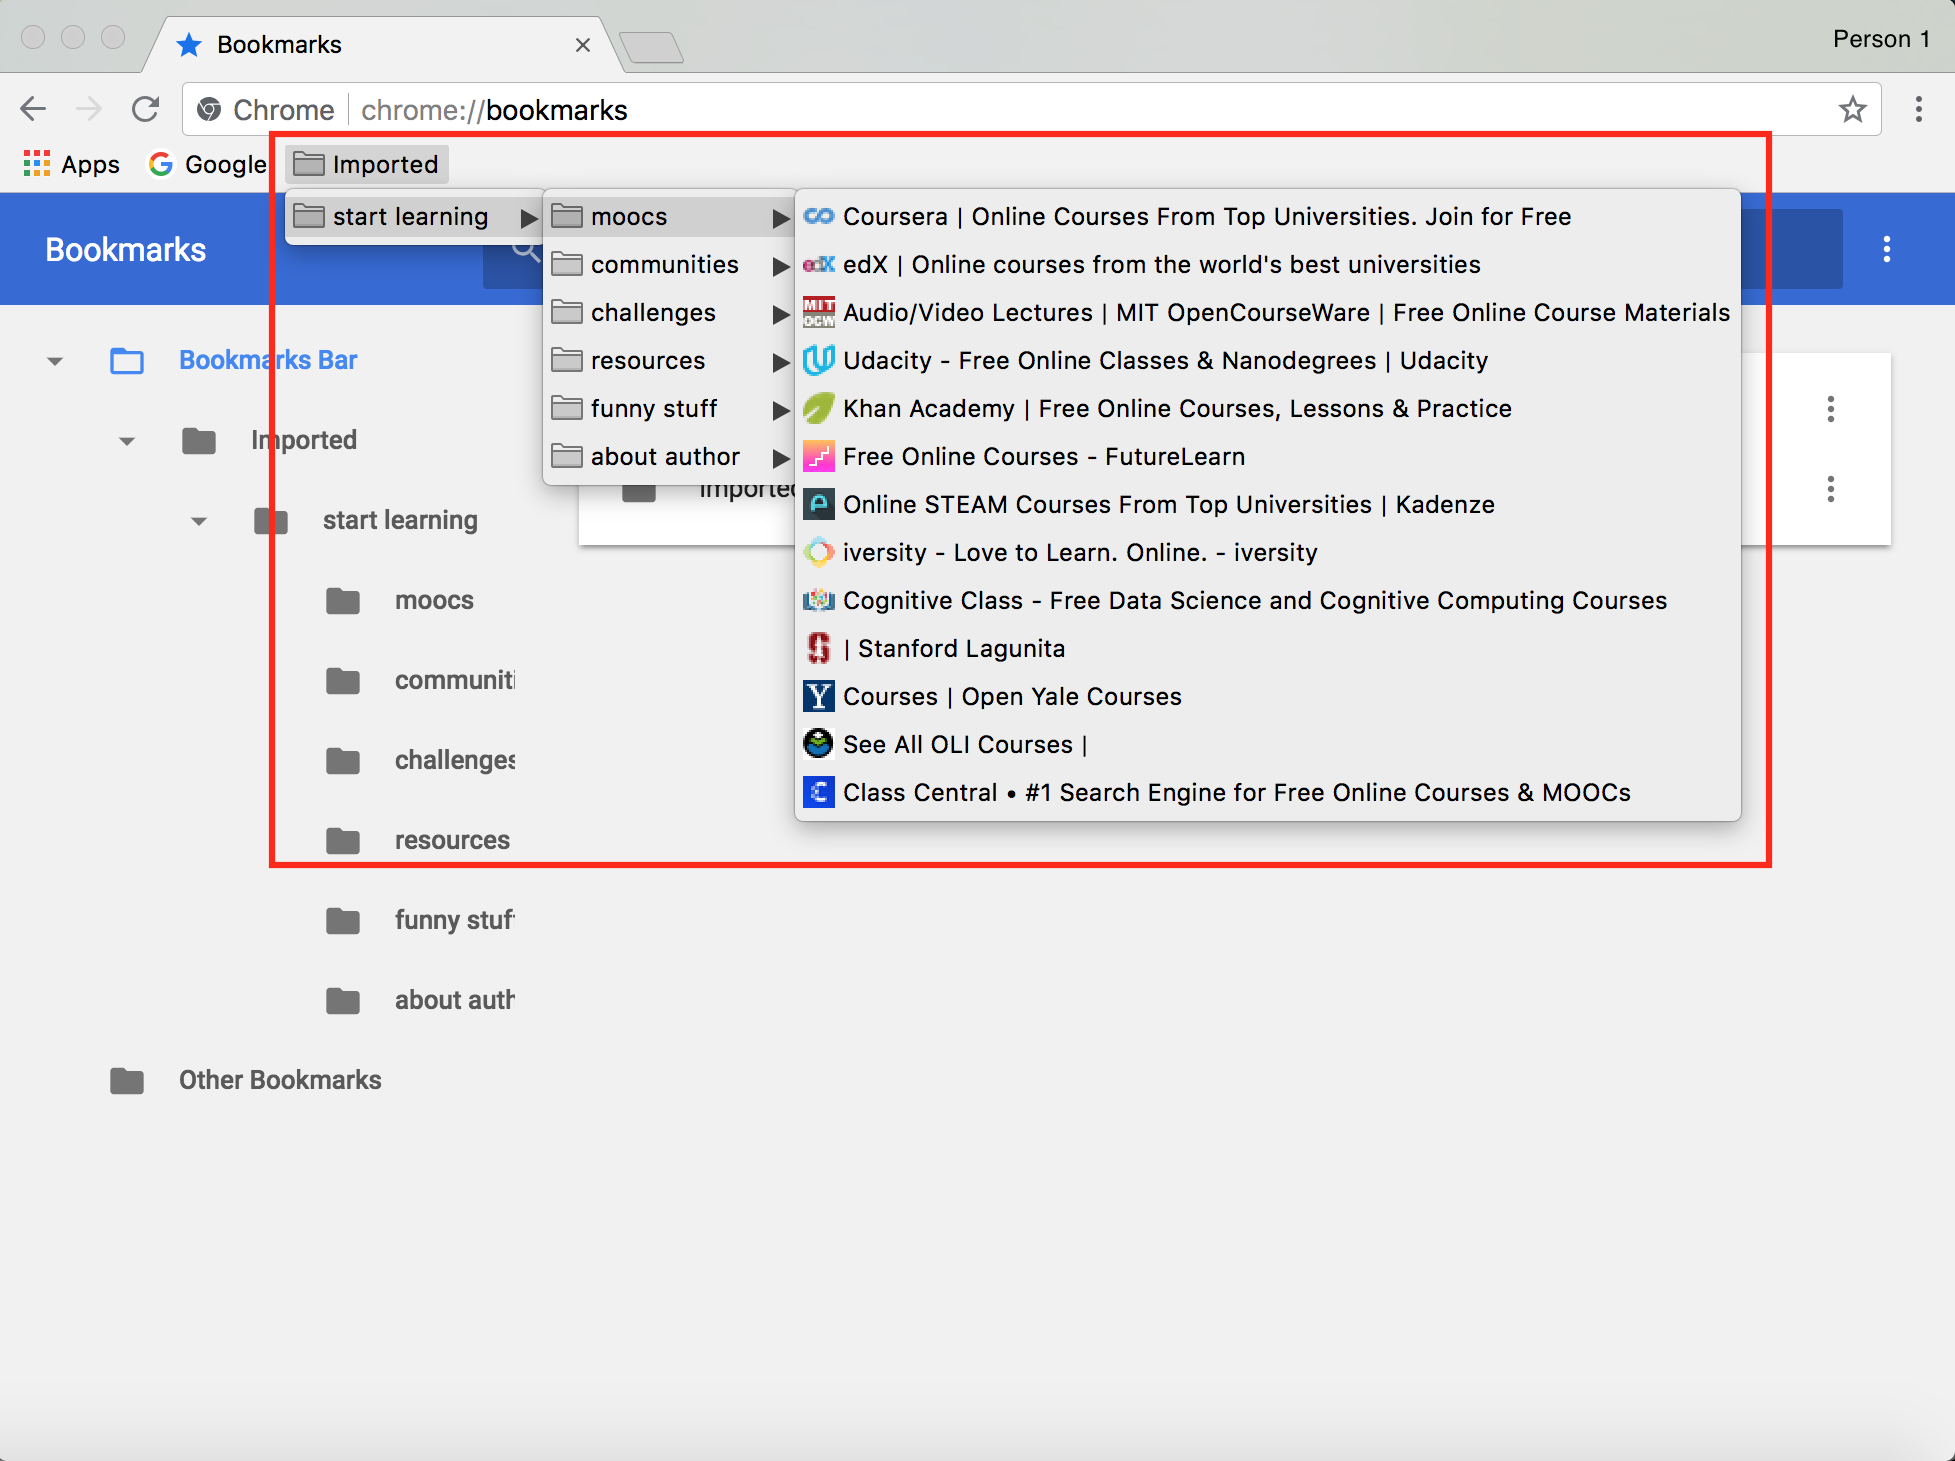 Bookmarks
Person 1
Chrome chrome://bookmarks
Apps
Google
Imported
start learning
moocs
communities
challenges
resources
funny stuff
about author
Coursera | Online Courses From Top Universities. Join for Free
edX edX | Online courses from the world's best universities
MIT OCW Audio/Video Lectures | MIT OpenCourseWare | Free Online Course Materials
Udacity - Free Online Classes & Nanodegrees | Udacity
Khan Academy | Free Online Courses, Lessons & Practice
Free Online Courses - FutureLearn
Online STEAM Courses From Top Universities | Kadenze
iversity - Love to Learn. Online. - iversity
Cognitive Class - Free Data Science and Cognitive Computing Courses
| Stanford Lagunita
Y Courses | Open Yale Courses
See All OLI Courses |
Class Central • #1 Search Engine for Free Online Courses & MOOCs
Bookmarks
Bookmarks Bar
Imported
start learning
moocs
communiti
challenges
resources
funny stuf
about auth
Other Bookmarks
Imported